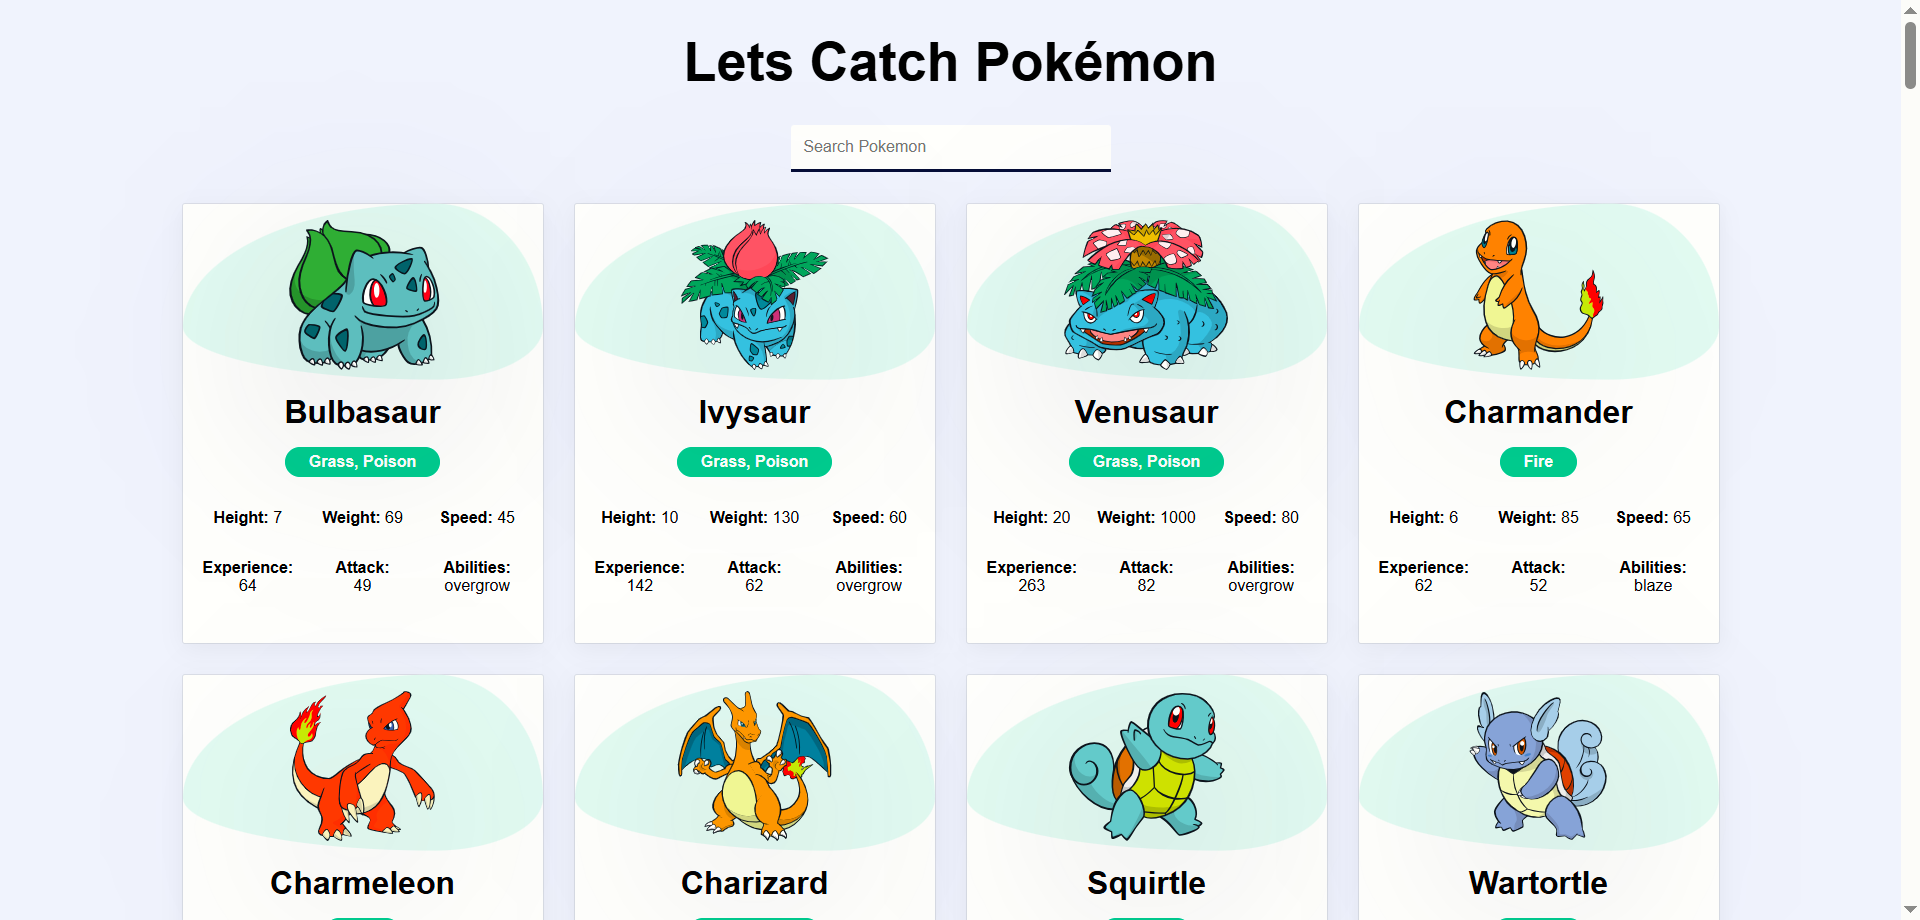 Lets Catch Pokémon
Search Pokemon
Bulbasaur
Grass, Poison
Height: 7 Weight: 69 Speed: 45
Experience: Attack: Abilities:
64 49 overgrow
Ivysaur
Grass, Poison
Height: 10 Weight: 130 Speed: 60
Experience: Attack: Abilities:
142 62 overgrow
Venusaur
Grass, Poison
Height: 20 Weight: 1000 Speed: 80
Experience: Attack: Abilities:
263 82 overgrow
Charmander
Fire
Height: 6 Weight: 85 Speed: 65
Experience: Attack: Abilities:
62 52 blaze
Charmeleon
Charizard
Squirtle
Wartortle